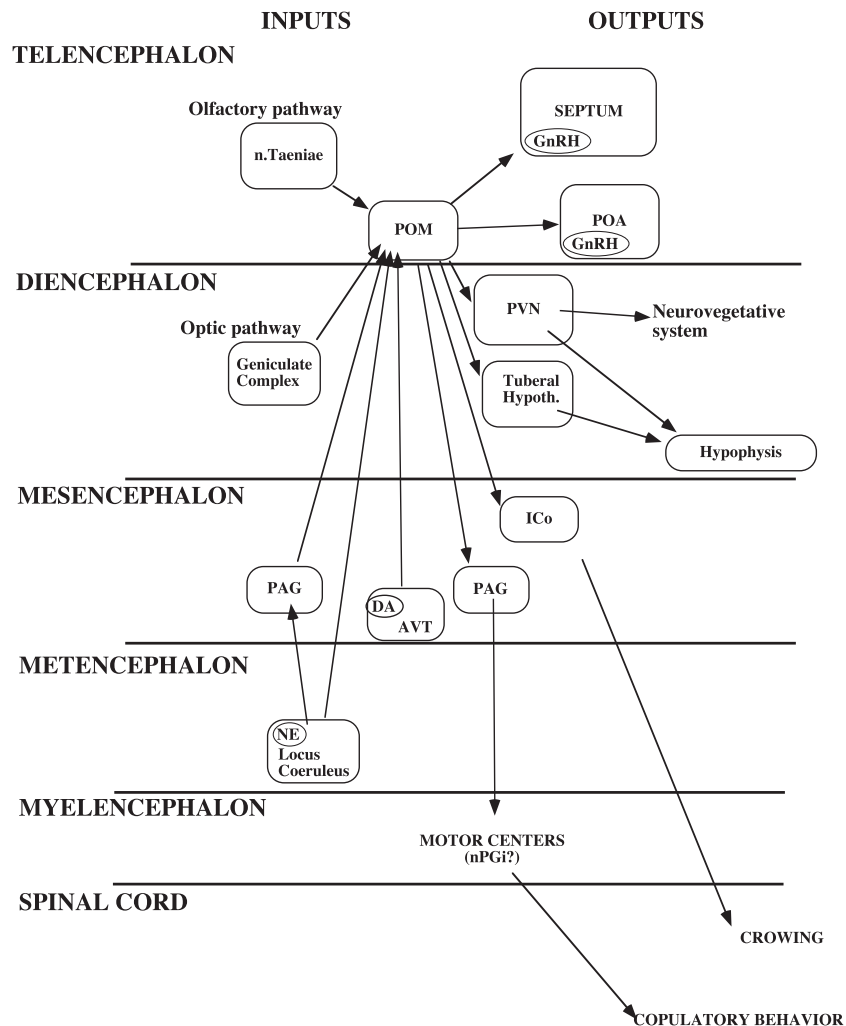 INPUTS
OUTPUTS
TELENCEPHALON
Olfactory pathway
n.Taeniae
SEPTUM
GnRH
POM
POA
GnRH
DIENCEPHALON
PVN
Neurovegetative
system
Optic pathway
Geniculate
Complex
Tuberal
Hypoth.
Hypophysis
MESENCEPHALON
ICo
PAG
DA
AVT
PAG
METENCEPHALON
NE
Locus
Coeruleus
MYELENCEPHALON
MOTOR CENTERS
(nPGi?)
SPINAL CORD
CROWING
COPULATORY BEHAVIOR